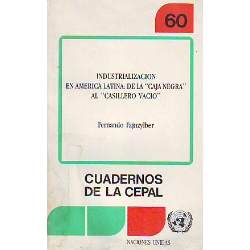 60
INDUSTRIALIZACION
EN AMERICA LATINA: DE LA "CAJA NEGRA"
AL "CASILLERO VACIO"
Fernando Fajnzylber
CUADERNOS
DE LA CEPAL
NACIONES UNIDAS